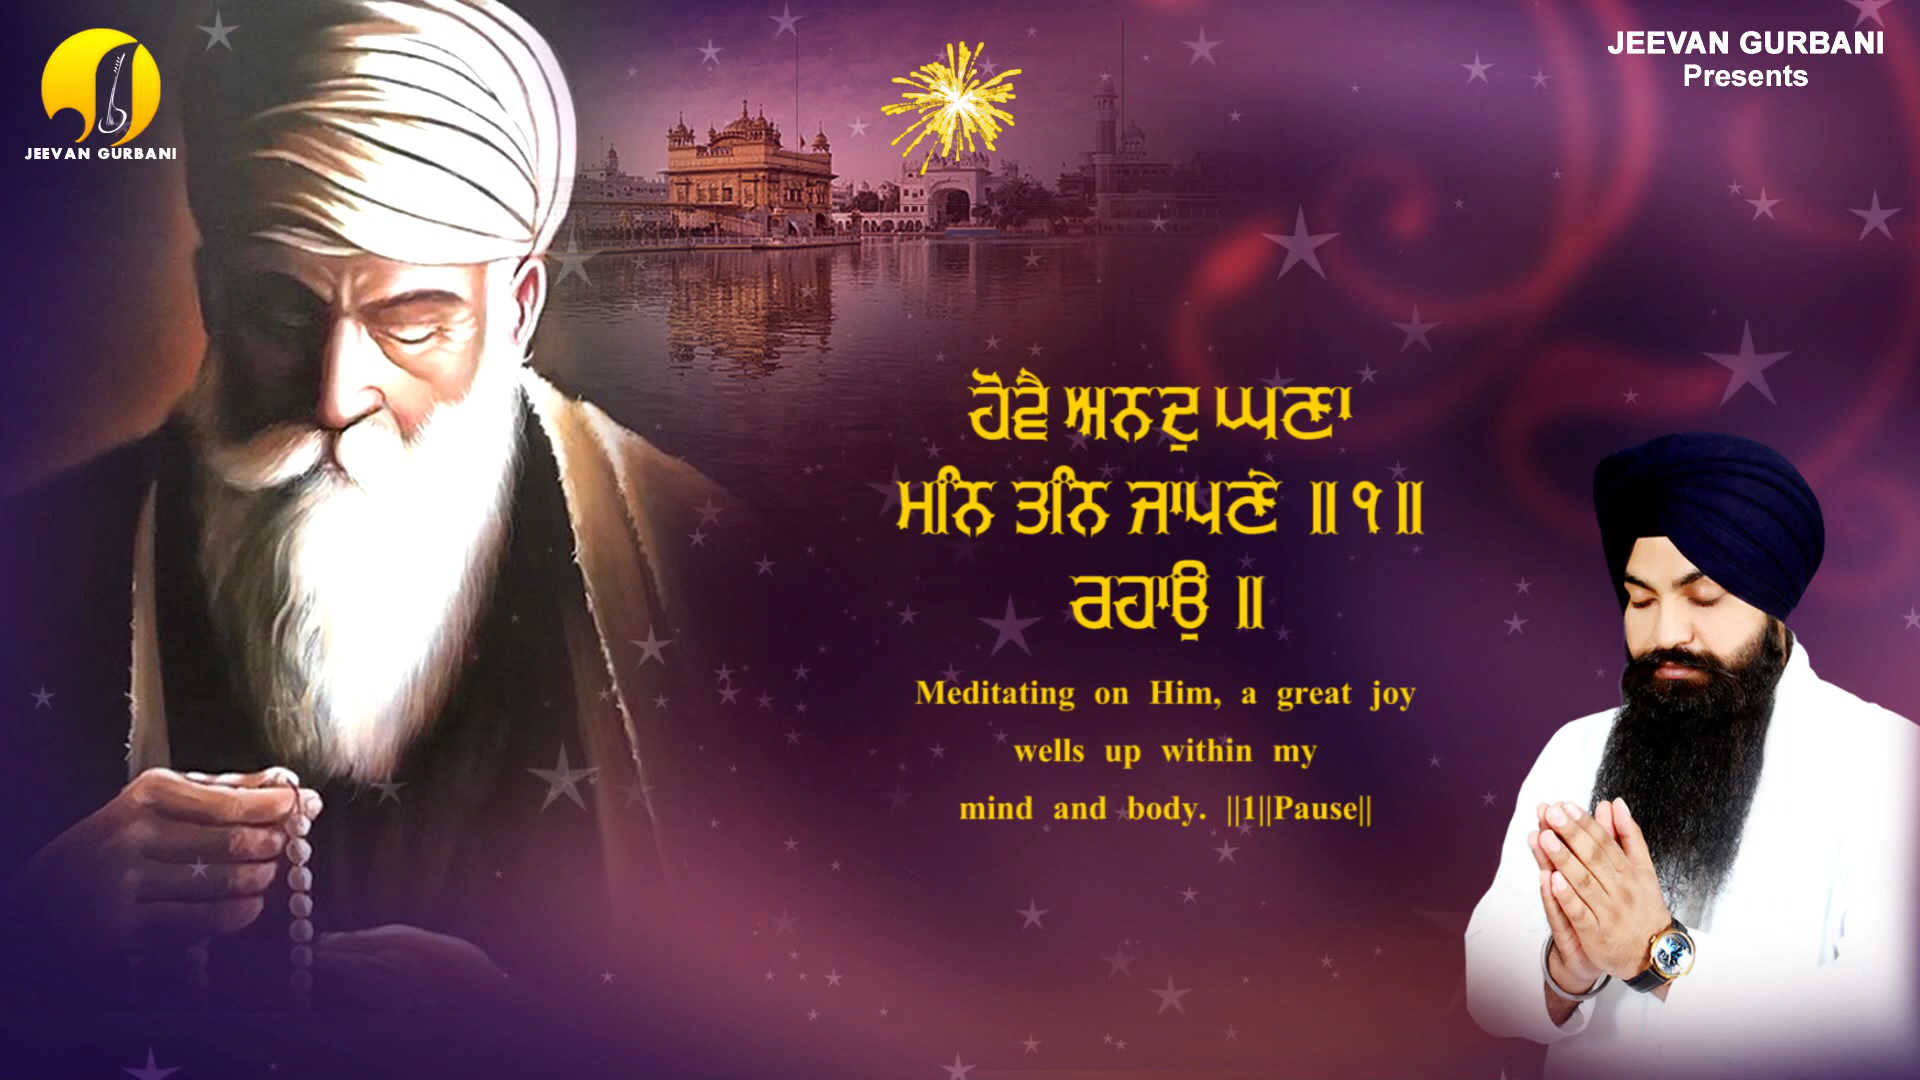 JEEVAN GURBANI
JEEVAN GURBANI
Presents
ਹੋਵੈ ਅਨਦੁ ਘਣਾ
ਮਨਿ ਤਨਿ ਜਾਪਣੇ ॥੧॥
ਰਹਾਉ ॥
Meditating on Him, a great joy
wells up within my
mind and body. ||1||Pause||